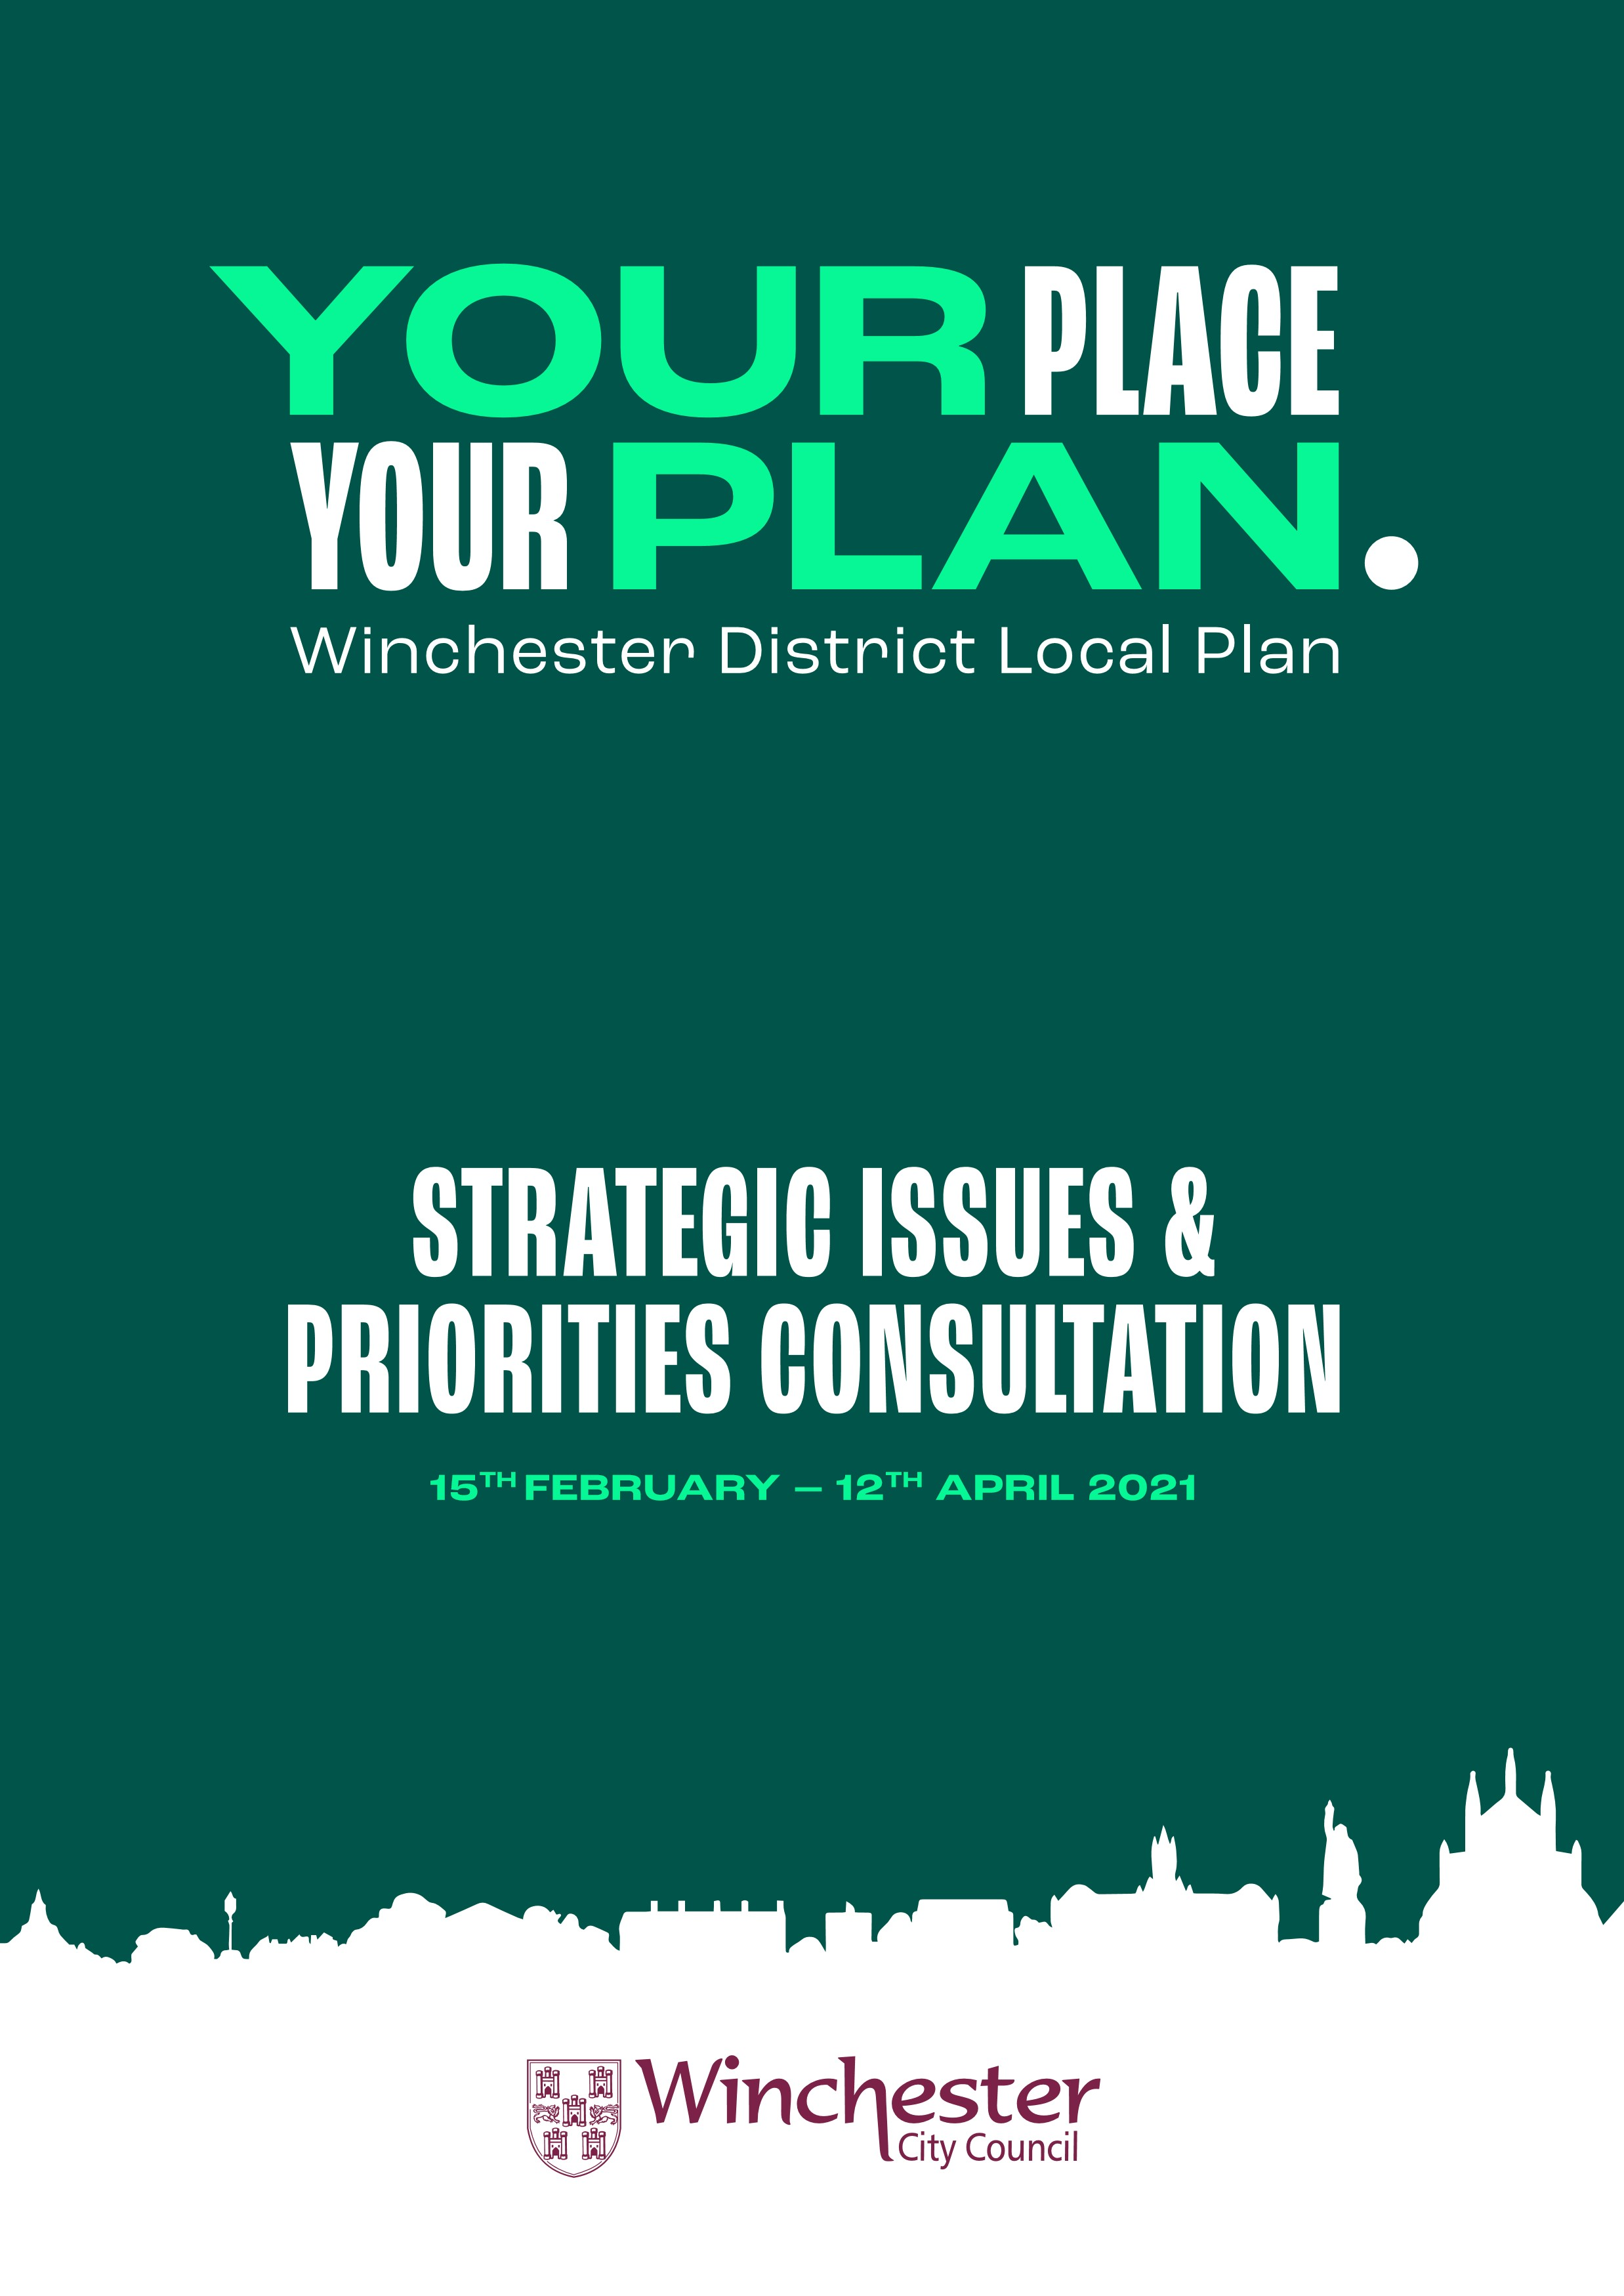 YOUR PLACE
YOUR PLAN.
Winchester District Local Plan
STRATEGIC ISSUES &
PRIORITIES CONSULTATION
15TH FEBRUARY — 12TH APRIL 2021
Winchester
City Council